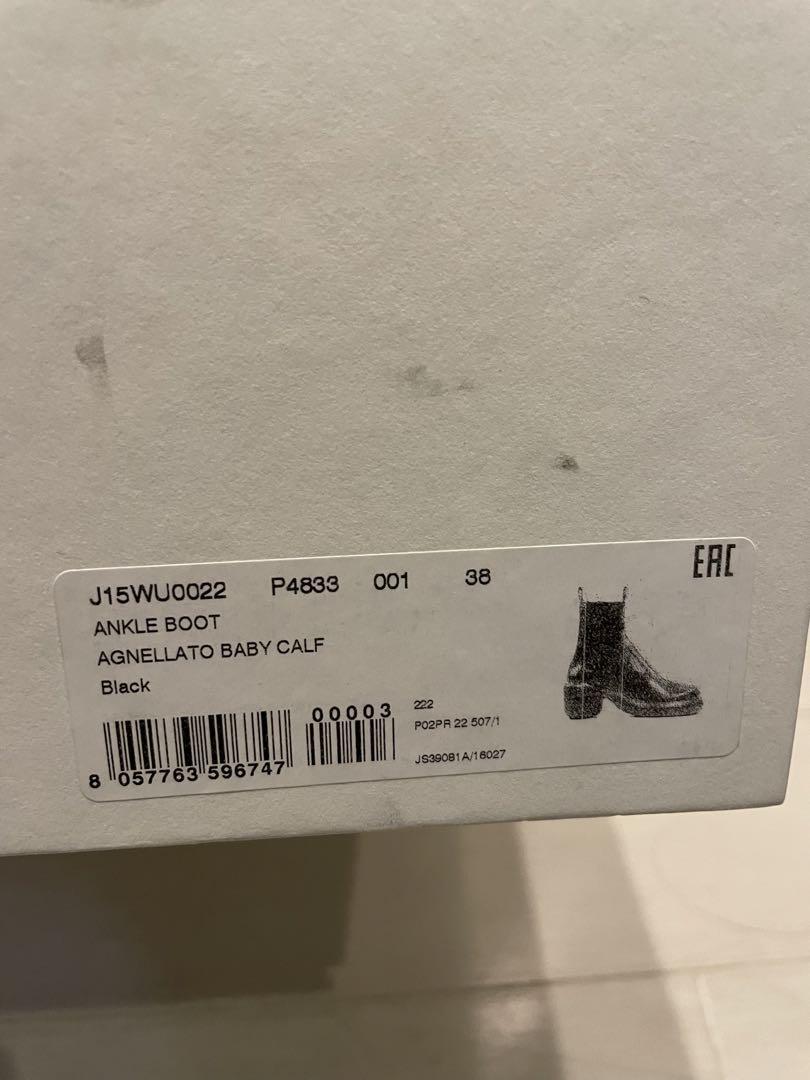 J15WU0022 P4833 001 38 EAC
ANKLE BOOT
AGNELLATO BABY CALF
Black
00003
8 057763 596747
222
P02PR 22 507/1
JS39081A/16027